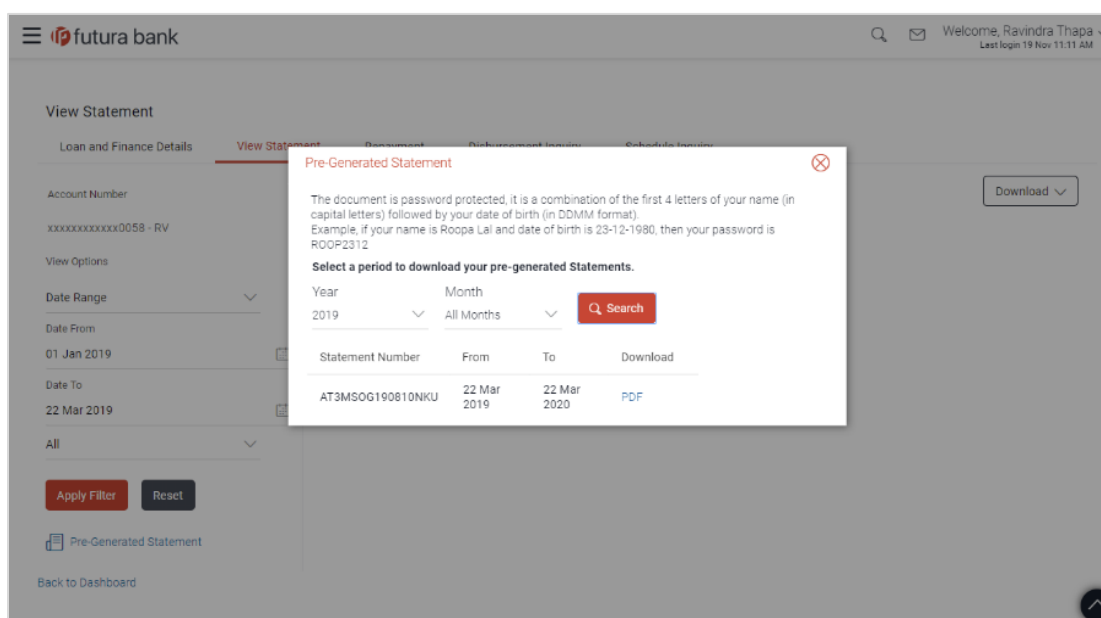 futura bank
Welcome, Ravindra Thapa
Last login 19 Nov 11:11 AM
View Statement
Loan and Finance Details View Statement Repayment Disbursement Inquiry Schedule Inquiry
Account Number
xxxxxxxxxxxx0058 - RV
View Options
Date Range
Date From
01 Jan 2019
Date To
22 Mar 2019
All
Apply Filter Reset
Pre-Generated Statement
Back to Dashboard
Download
Pre-Generated Statement
The document is password protected, it is a combination of the first 4 letters of your name (in
capital letters) followed by your date of birth (in DDMM format).
Example, if your name is Roopa Lal and date of birth is 23-12-1980, then your password is
ROOP2312
Select a period to download your pre-generated Statements.
Year Month
2019 All Months Search
Statement Number From To Download
AT3MSOG190810NKU 22 Mar 2019 22 Mar 2020 PDF